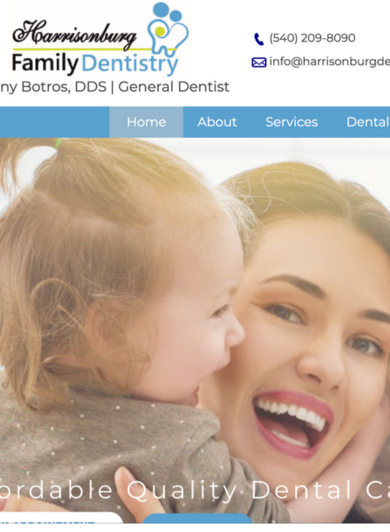 Harrisonburg
Family Dentistry
ny Botros, DDS | General Dentist
(540) 209-8090
info@harrisonburgde
Home About Services Dental
ordable Quality Dental Ca